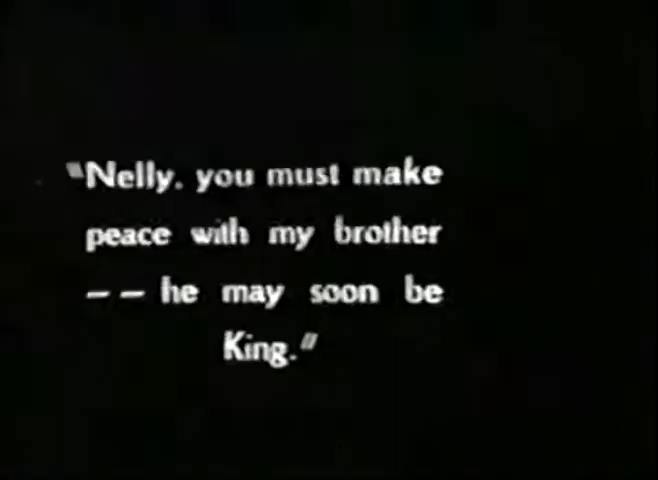 "Nelly, you must make
peace with my brother
-- he may soon be
King."